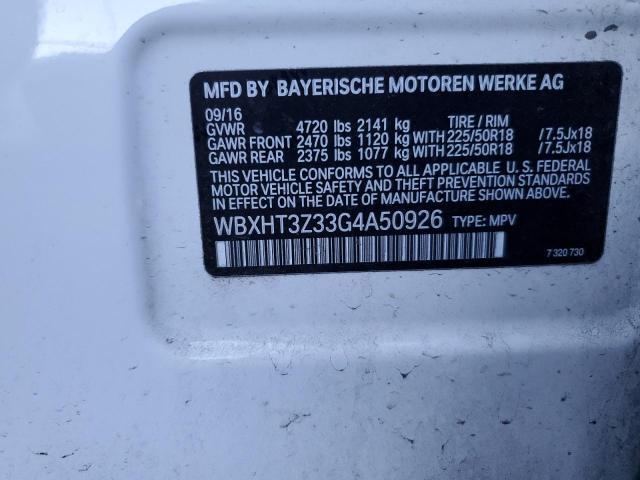 MFD BY BAYERISCHE MOTOREN WERKE AG
09/16 TIRE / RIM
GVWR 4720 lbs 2141 kg
GAWR FRONT 2470 lbs 1120 kg WITH 225/50R18 /7.5Jx18
GAWR REAR 2375 lbs 1077 kg WITH 225/50R18 /7.5Jx18
THIS VEHICLE CONFORMS TO ALL APPLICABLE U. S. FEDERAL
MOTOR VEHICLE SAFETY AND THEFT PREVENTION STANDARDS
IN EFFECT ON THE DATE OF MANUFACTURE SHOWN ABOVE.
WBXHT3Z33G4A50926 TYPE: MPV
7 320 730